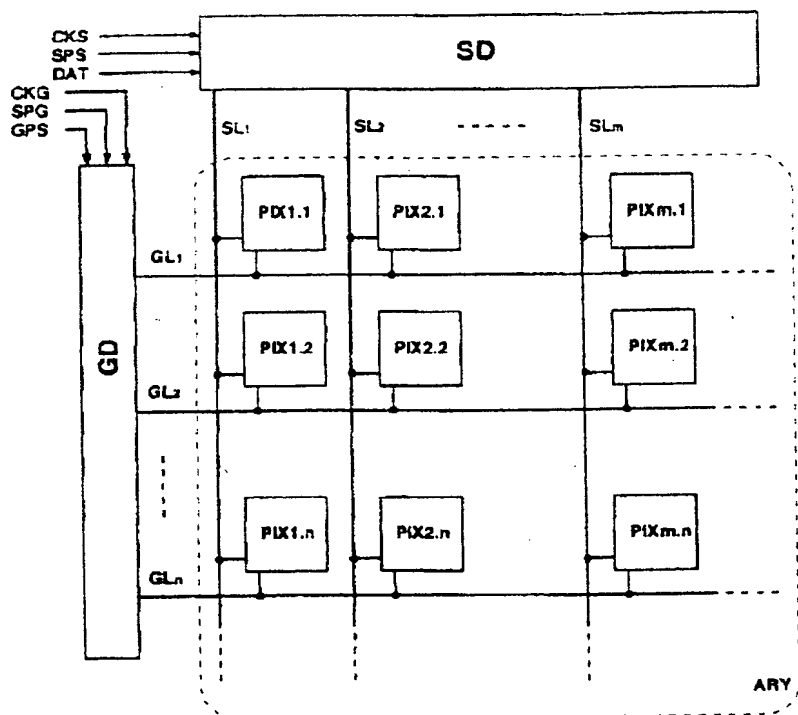 CKS
SPS
DAT
SD
CKG
SPG
GPS
SL1
SL2
SLm
PIX1.1
PIX2.1
PIXm.1
GL1
PIX1.2
PIX2.2
PIXm.2
GD
GL2
PIX1.n
PIX2.n
PIXm.n
GLn
ARY